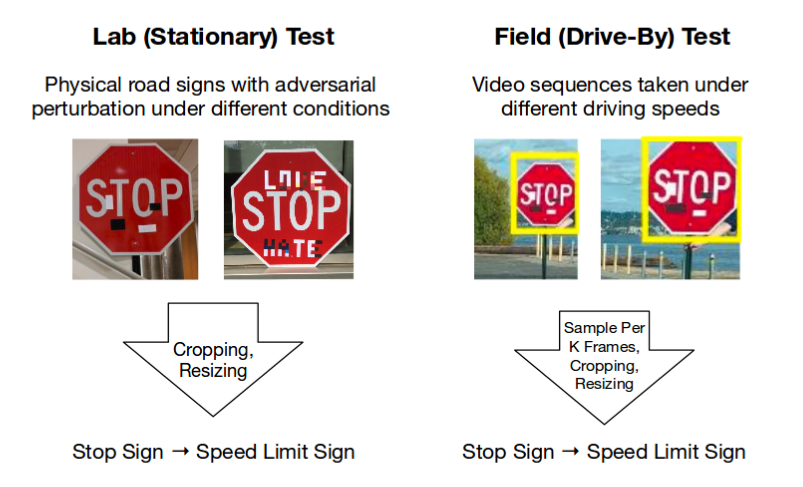 Lab (Stationary) Test
Physical road signs with adversarial
perturbation under different conditions
STOP
LOVE
STOP
HATE
Cropping,
Resizing
Stop Sign → Speed Limit Sign
Field (Drive-By) Test
Video sequences taken under
different driving speeds
STOP
STOP
Sample Per
K Frames,
Cropping,
Resizing
Stop Sign → Speed Limit Sign